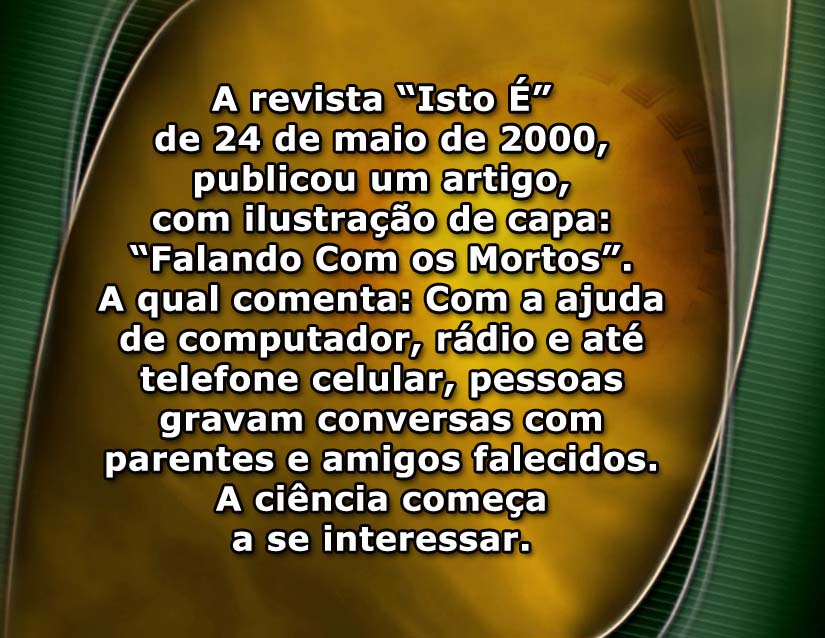 A revista “Isto É”
de 24 de maio de 2000,
publicou um artigo,
com ilustração de capa:
“Falando Com os Mortos”.
A qual comenta: Com a ajuda
de computador, rádio e até
telefone celular, pessoas
gravam conversas com
parentes e amigos falecidos.
A ciência começa
a se interessar.